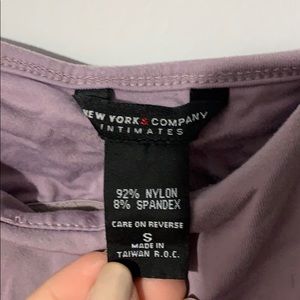 NEW YORK & COMPANY
INTIMATES
92% NYLON
8% SPANDEX
CARE ON REVERSE
S
MADE IN
TAIWAN R.O.C.